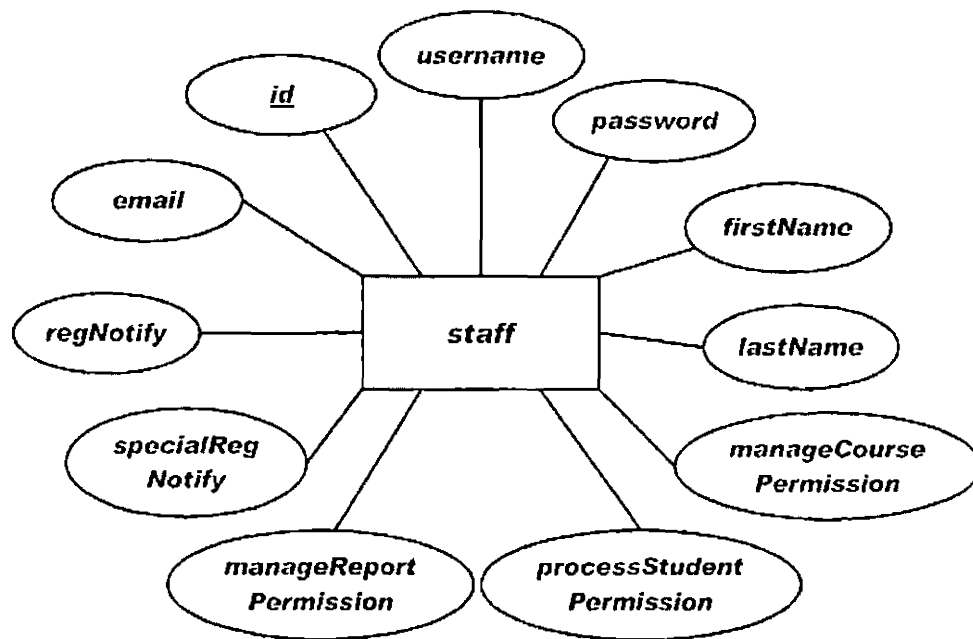 username
id
password
email
firstName
regNotify
staff
lastName
specialReg
Notify
manageCourse
Permission
manageReport
Permission
processStudent
Permission